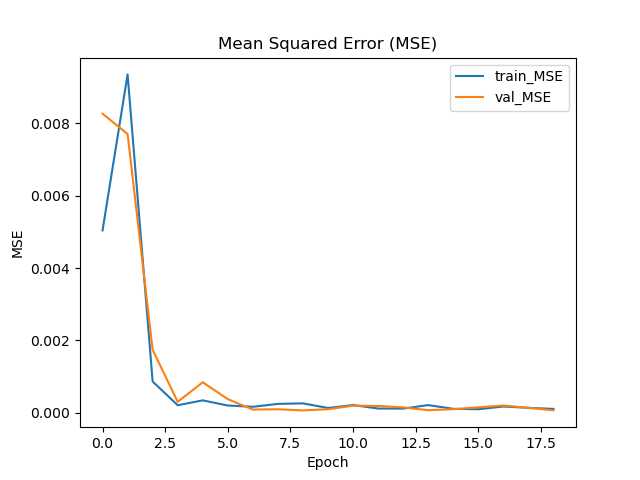 Mean Squared Error (MSE)
train_MSE
val_MSE
0.008
0.006
0.004
0.002
0.000
MSE
0.0 2.5 5.0 7.5 10.0 12.5 15.0 17.5
Epoch